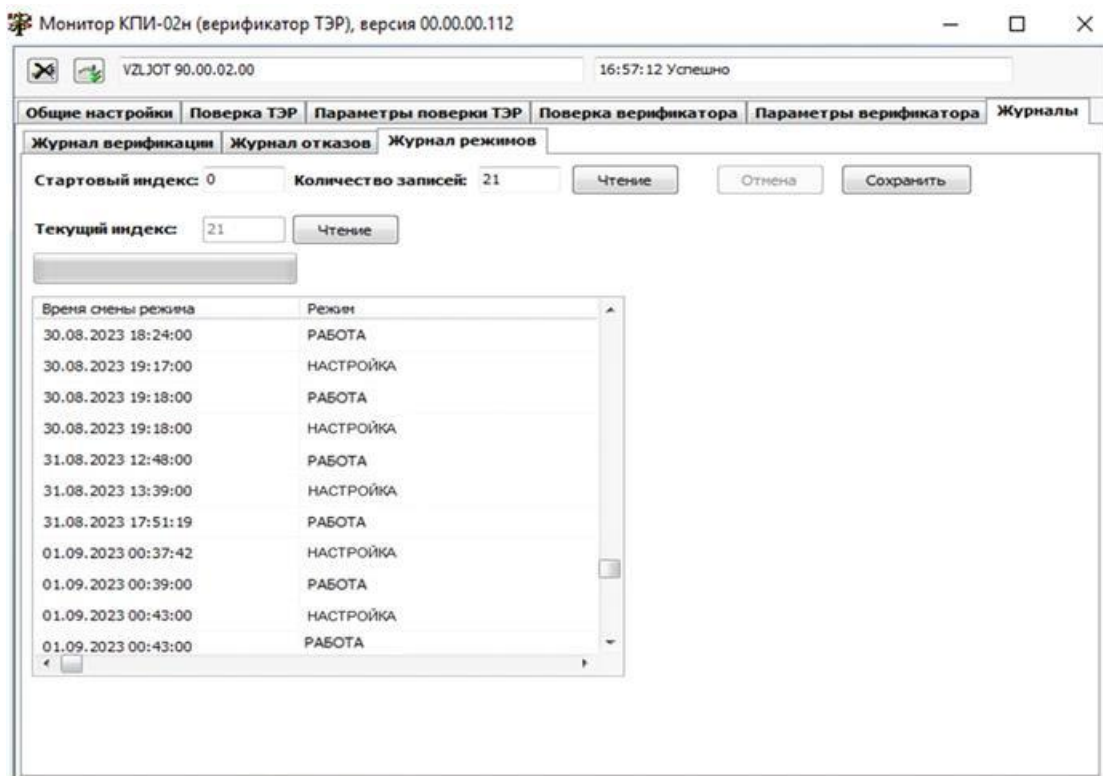 Монитор КПИ-02н (верификатор ТЭР), версия 00.00.00.112
VZLJOT 90.00.02.00 16:57:12 Успешно
Общие настройки Поверка ТЭР Параметры поверки ТЭР Поверка верификатора Параметры верификатора Журналы
Журнал верификации Журнал отказов Журнал режимов
Стартовый индекс: 0 Количество записей: 21 Чтение Отмена Сохранить
Текущий индекс: 21 Чтение
Время смены режима Режим
30.08.2023 18:24:00 РАБОТА
30.08.2023 19:17:00 НАСТРОЙКА
30.08.2023 19:18:00 РАБОТА
30.08.2023 19:18:00 НАСТРОЙКА
31.08.2023 12:48:00 РАБОТА
31.08.2023 13:39:00 НАСТРОЙКА
31.08.2023 17:51:19 РАБОТА
01.09.2023 00:37:42 НАСТРОЙКА
01.09.2023 00:39:00 РАБОТА
01.09.2023 00:43:00 НАСТРОЙКА
01.09.2023 00:43:00 РАБОТА